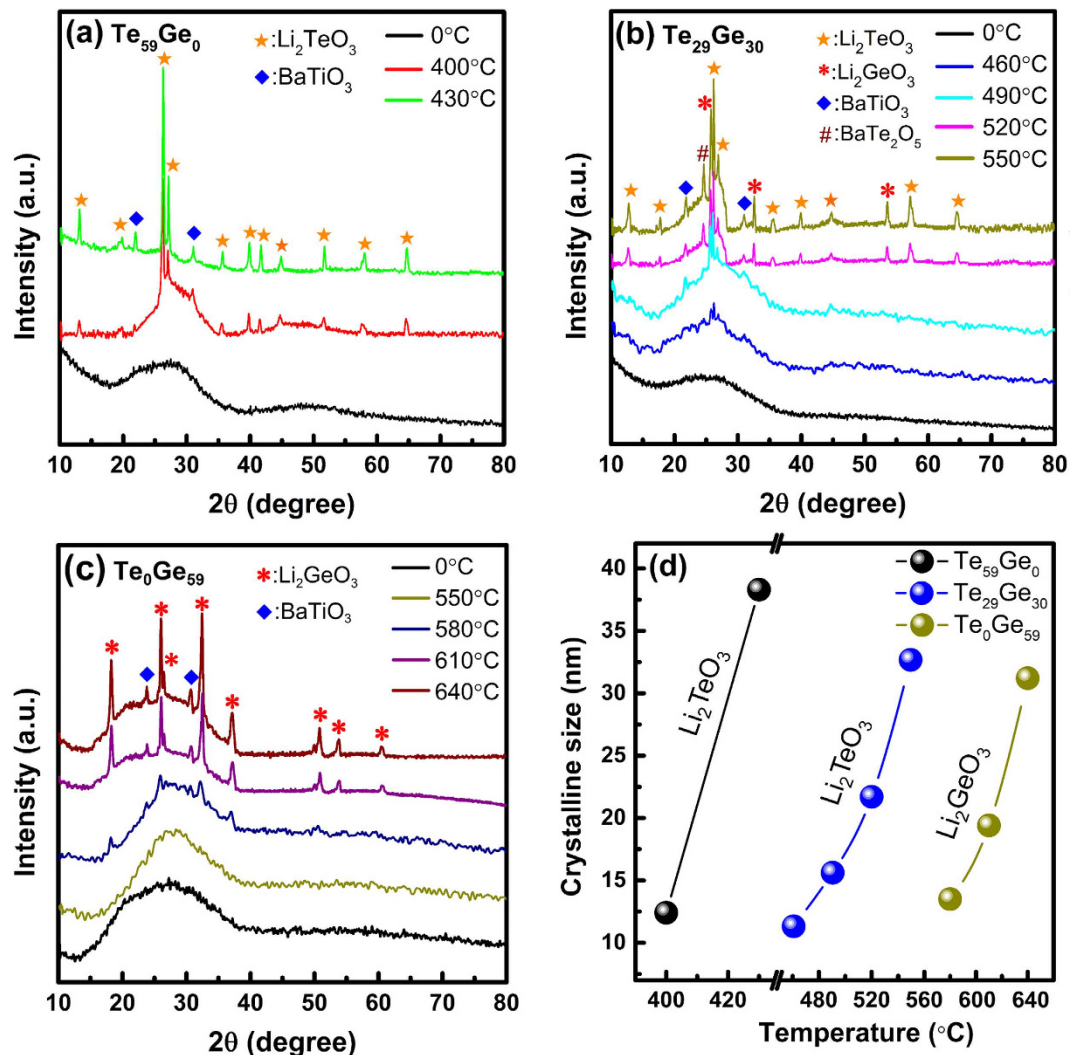 (a) Te₅₉Ge₀
★:Li₂TeO₃
◆:BaTiO₃
0°C
400°C
430°C
Intensity (a.u.)
10 20 30 40 50 60 70 80
2θ (degree)
(b) Te₂₉Ge₃₀
★:Li₂TeO₃
*:Li₂GeO₃
◆:BaTiO₃
#:BaTe₂O₅
0°C
460°C
490°C
520°C
550°C
#
Intensity (a.u.)
10 20 30 40 50 60 70 80
2θ (degree)
(c) Te₀Ge₅₉
*:Li₂GeO₃
◆:BaTiO₃
0°C
550°C
580°C
610°C
640°C
Intensity (a.u.)
10 20 30 40 50 60 70 80
2θ (degree)
(d)
Te₅₉Ge₀
Te₂₉Ge₃₀
Te₀Ge₅₉
Li₂TeO₃
Li₂TeO₃
Li₂GeO₃
Crystalline size (nm)
40
35
30
25
20
15
10
400 420 480 520 560 600 640
Temperature (°C)